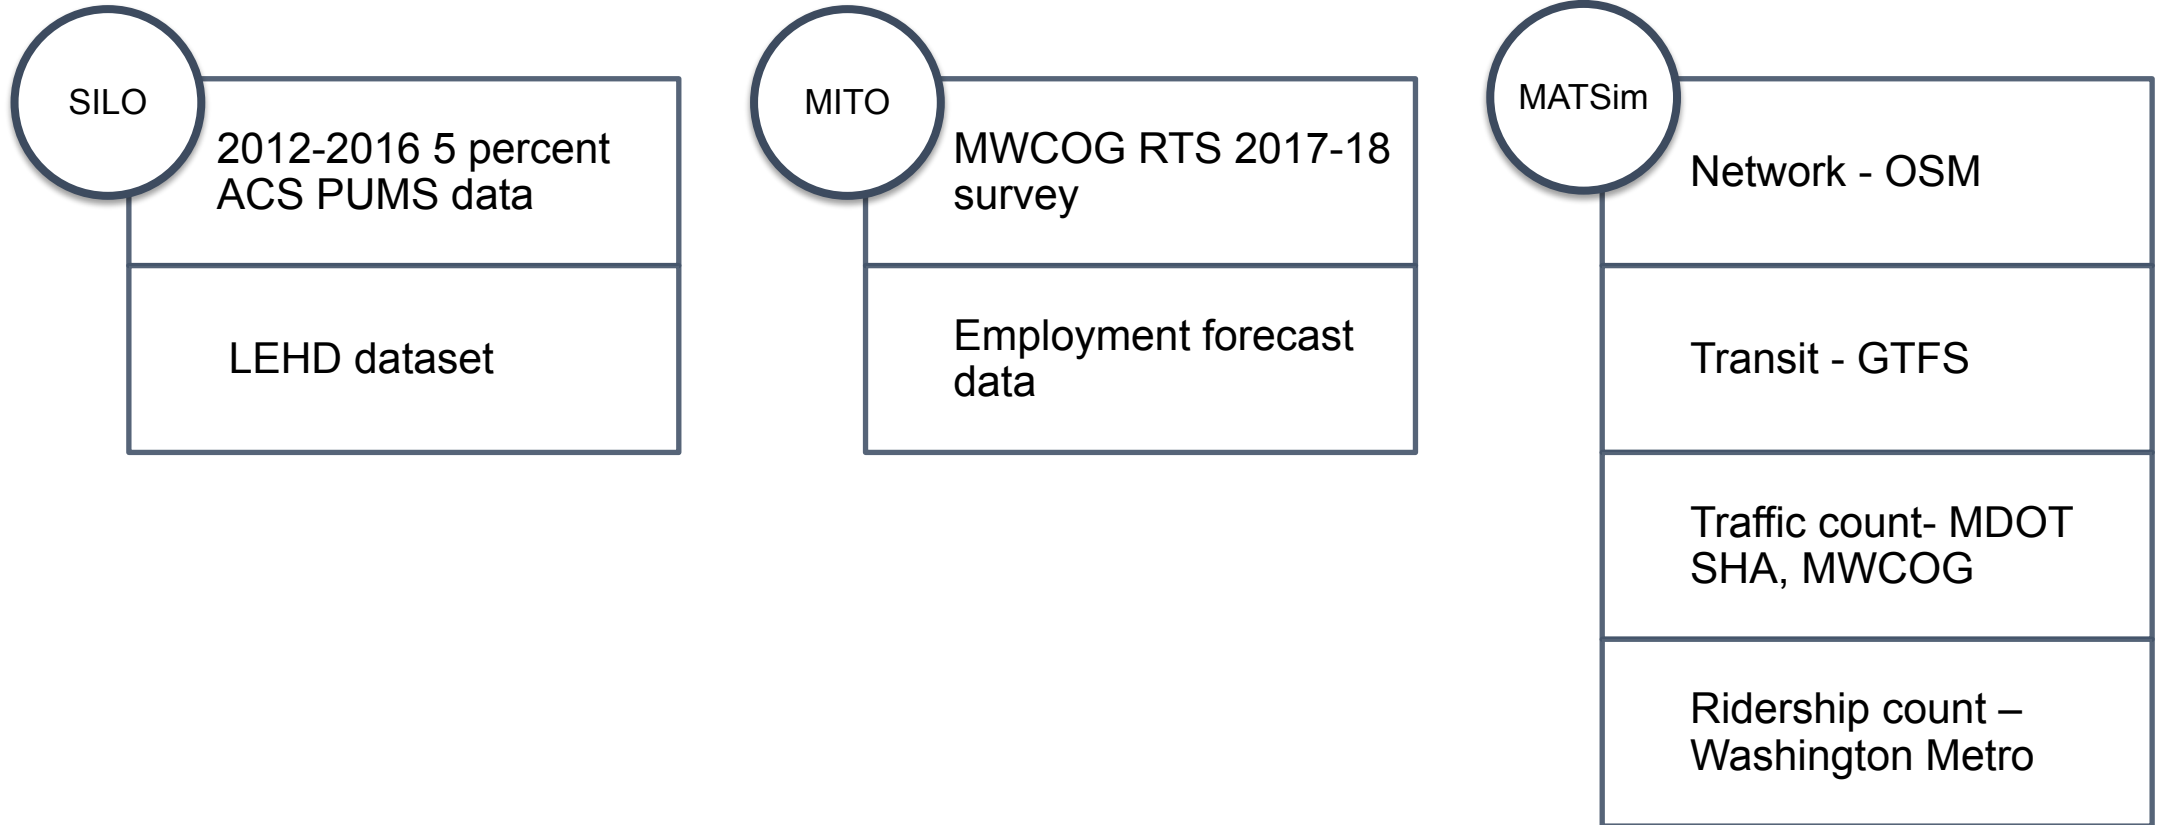 SILO
2012-2016 5 percent
ACS PUMS data
LEHD dataset
MITO
MWCOG RTS 2017-18
survey
Employment forecast
data
MATSim
Network - OSM
Transit - GTFS
Traffic count- MDOT
SHA, MWCOG
Ridership count –
Washington Metro